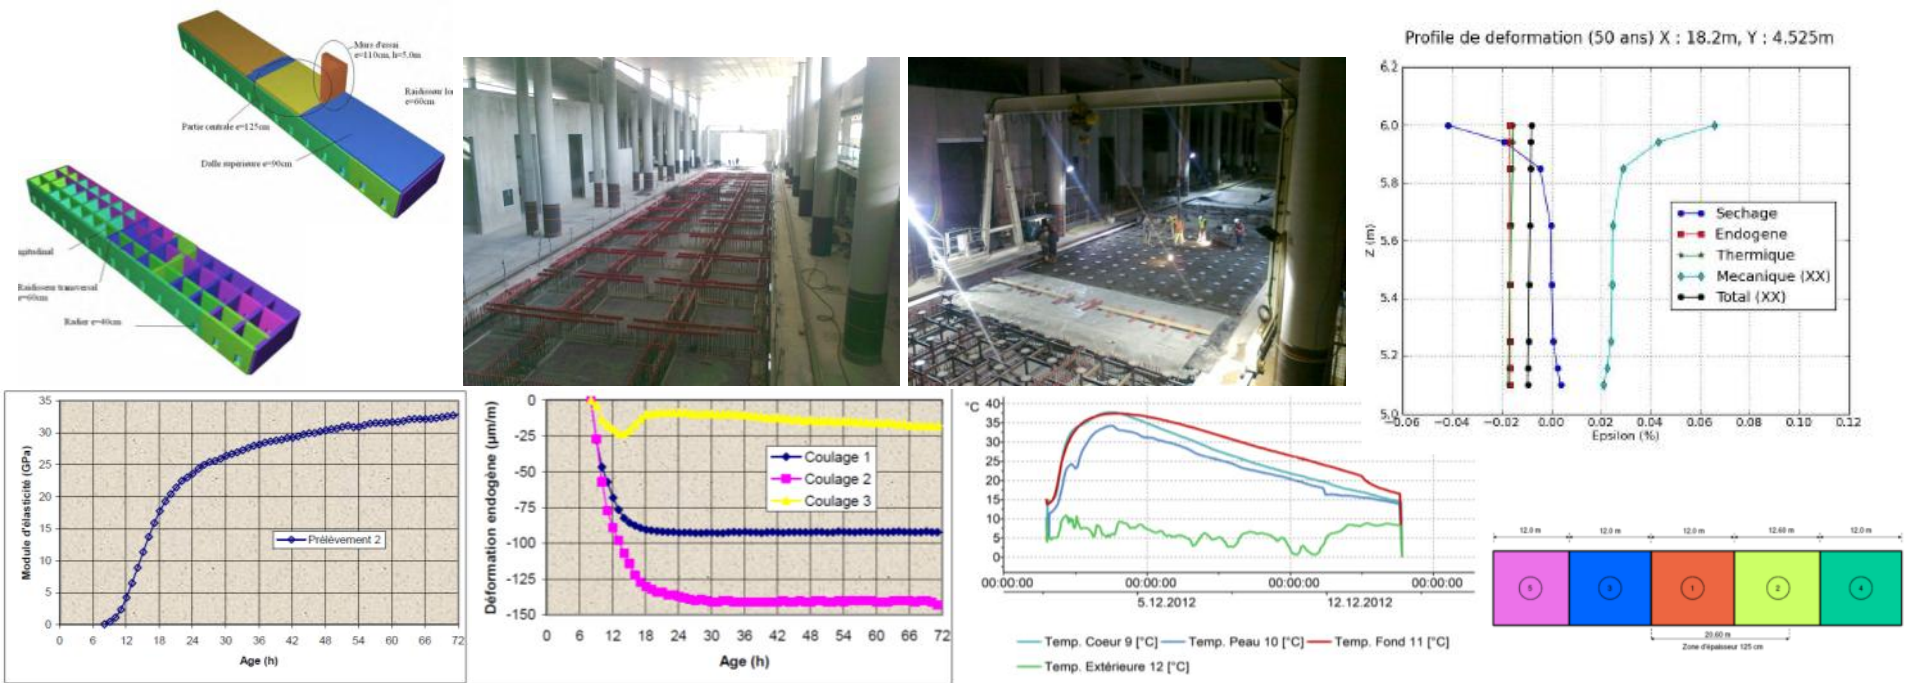 Murs d'essai
e=110cm, h=5.0m
Raidisseur lo
e=60cm
Partie centrale e=125cm
Dalle supérieure e=90cm
gitudinal
Raidisseur transversal
e=60cm
Radier e=40cm
Profile de deformation (50 ans) X : 18.2m, Y : 4.525m
Z (m)
6.2
6.0
5.8
5.6
5.4
5.2
5.0
Sechage
Endogene
Thermique
Mecanique (XX)
Total (XX)
−0.06 −0.04 −0.02 0.00 0.02 0.04 0.06 0.08 0.10 0.12
Epsilon (%)
Module d'élasticité (GPa)
35
30
25
20
15
10
5
0
Prélèvement 2
0 6 12 18 24 30 36 42 48 54 60 66 72
Age (h)
Déformation endogène (µm/m)
0
-25
-50
-75
-100
-125
-150
Coulage 1
Coulage 2
Coulage 3
0 6 12 18 24 30 36 42 48 54 60 66 72
Age (h)
°C
40
35
30
25
20
15
10
5
0
00:00:00 00:00:00 00:00:00 00:00:00
5.12.2012 12.12.2012
Temp. Coeur 9 [°C] Temp. Peau 10 [°C] Temp. Fond 11 [°C]
Temp. Extérieure 12 [°C]
12.0 m 12.0 m 12.0 m 12.60 m 12.0 m
5 3 1 2 4
20.60 m
Zone d'épaisseur 125 cm